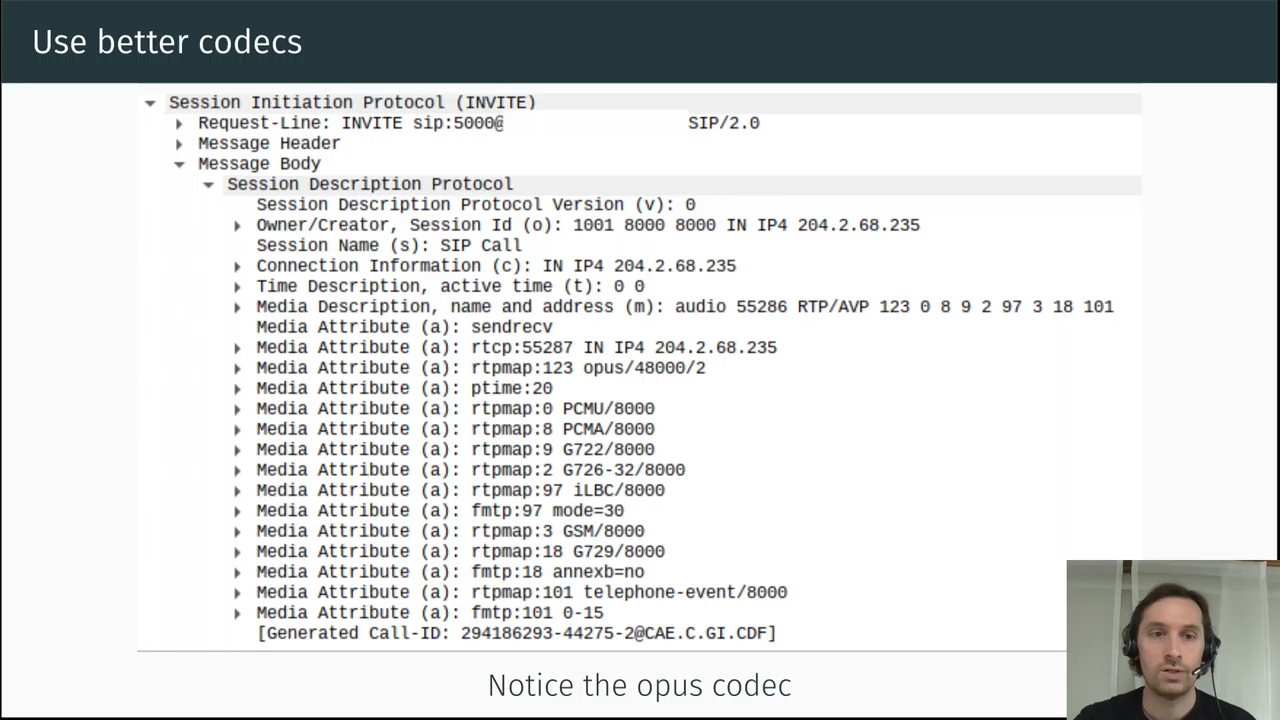 Use better codecs
Session Initiation Protocol (INVITE)
Request-Line: INVITE sip:5000@ SIP/2.0
Message Header
Message Body
Session Description Protocol
Session Description Protocol Version (v): 0
Owner/Creator, Session Id (o): 1001 8000 8000 IN IP4 204.2.68.235
Session Name (s): SIP Call
Connection Information (c): IN IP4 204.2.68.235
Time Description, active time (t): 0 0
Media Description, name and address (m): audio 55286 RTP/AVP 123 0 8 9 2 97 3 18 101
Media Attribute (a): sendrecv
Media Attribute (a): rtcp:55287 IN IP4 204.2.68.235
Media Attribute (a): rtpmap:123 opus/48000/2
Media Attribute (a): ptime:20
Media Attribute (a): rtpmap:0 PCMU/8000
Media Attribute (a): rtpmap:8 PCMA/8000
Media Attribute (a): rtpmap:9 G722/8000
Media Attribute (a): rtpmap:2 G726-32/8000
Media Attribute (a): rtpmap:97 iLBC/8000
Media Attribute (a): fmtp:97 mode=30
Media Attribute (a): rtpmap:3 GSM/8000
Media Attribute (a): rtpmap:18 G729/8000
Media Attribute (a): fmtp:18 annexb=no
Media Attribute (a): rtpmap:101 telephone-event/8000
Media Attribute (a): fmtp:101 0-15
[Generated Call-ID: 294186293-44275-2@CAE.C.GI.CDF]
Notice the opus codec